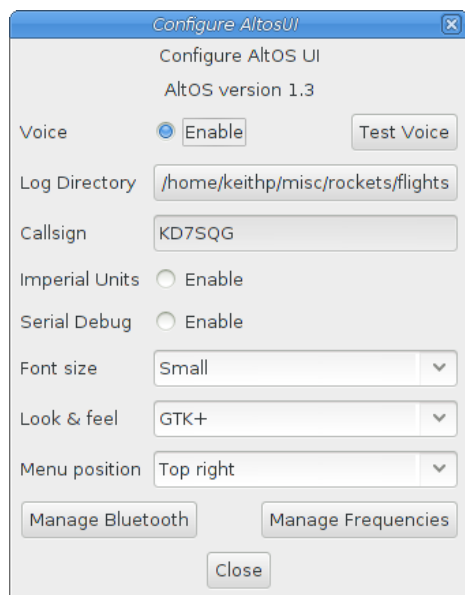 Configure AltosUI
Configure AltOS UI
AltOS version 1.3
Voice Enable Test Voice
Log Directory /home/keithp/misc/rockets/flights
Callsign KD7SQG
Imperial Units Enable
Serial Debug Enable
Font size Small
Look & feel GTK+
Menu position Top right
Manage Bluetooth Manage Frequencies
Close